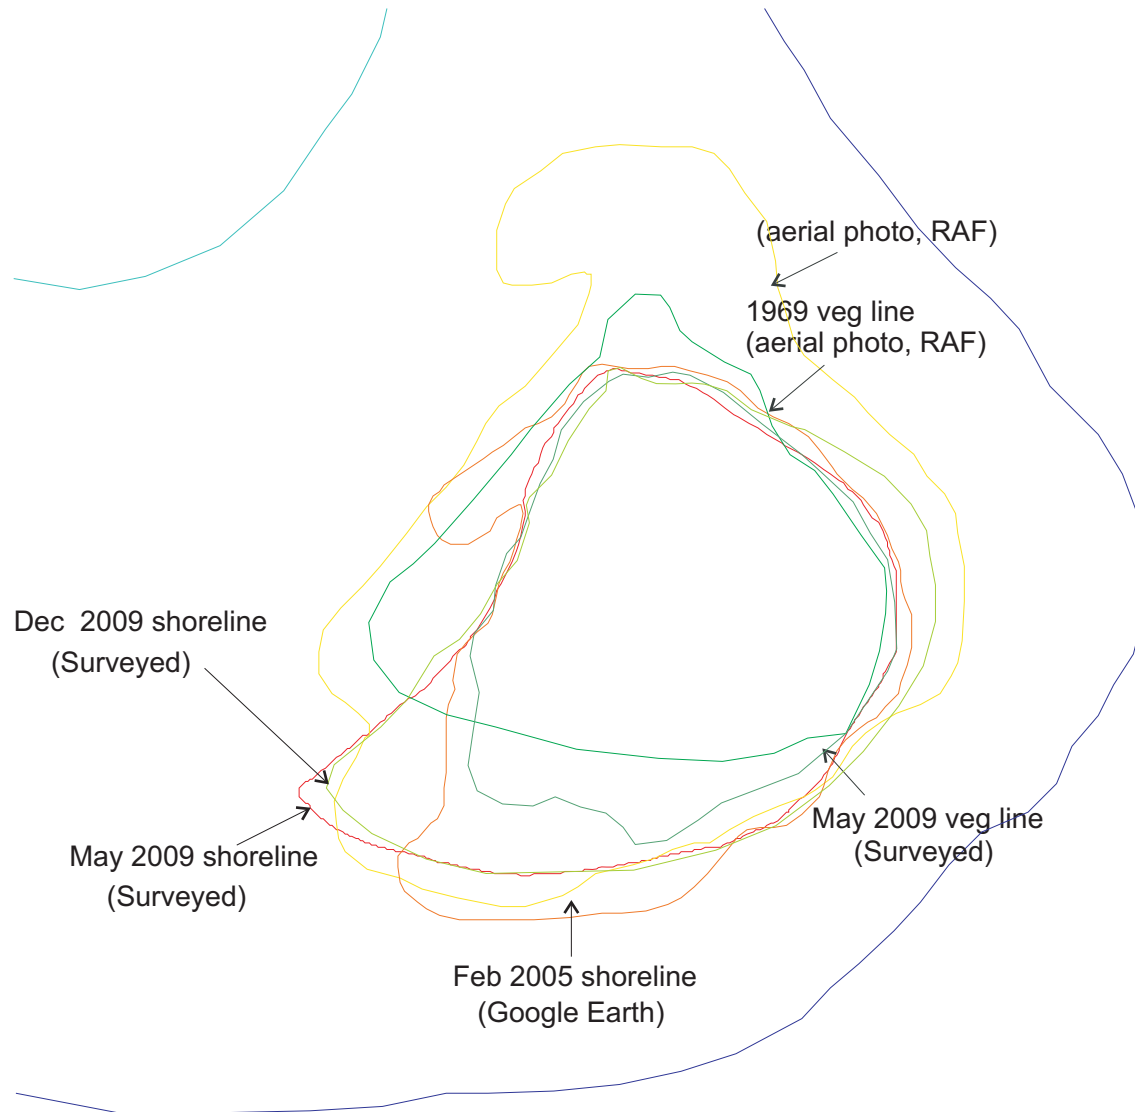 (aerial photo, RAF)
1969 veg line
(aerial photo, RAF)
Dec 2009 shoreline
(Surveyed)
May 2009 veg line
(Surveyed)
May 2009 shoreline
(Surveyed)
Feb 2005 shoreline
(Google Earth)